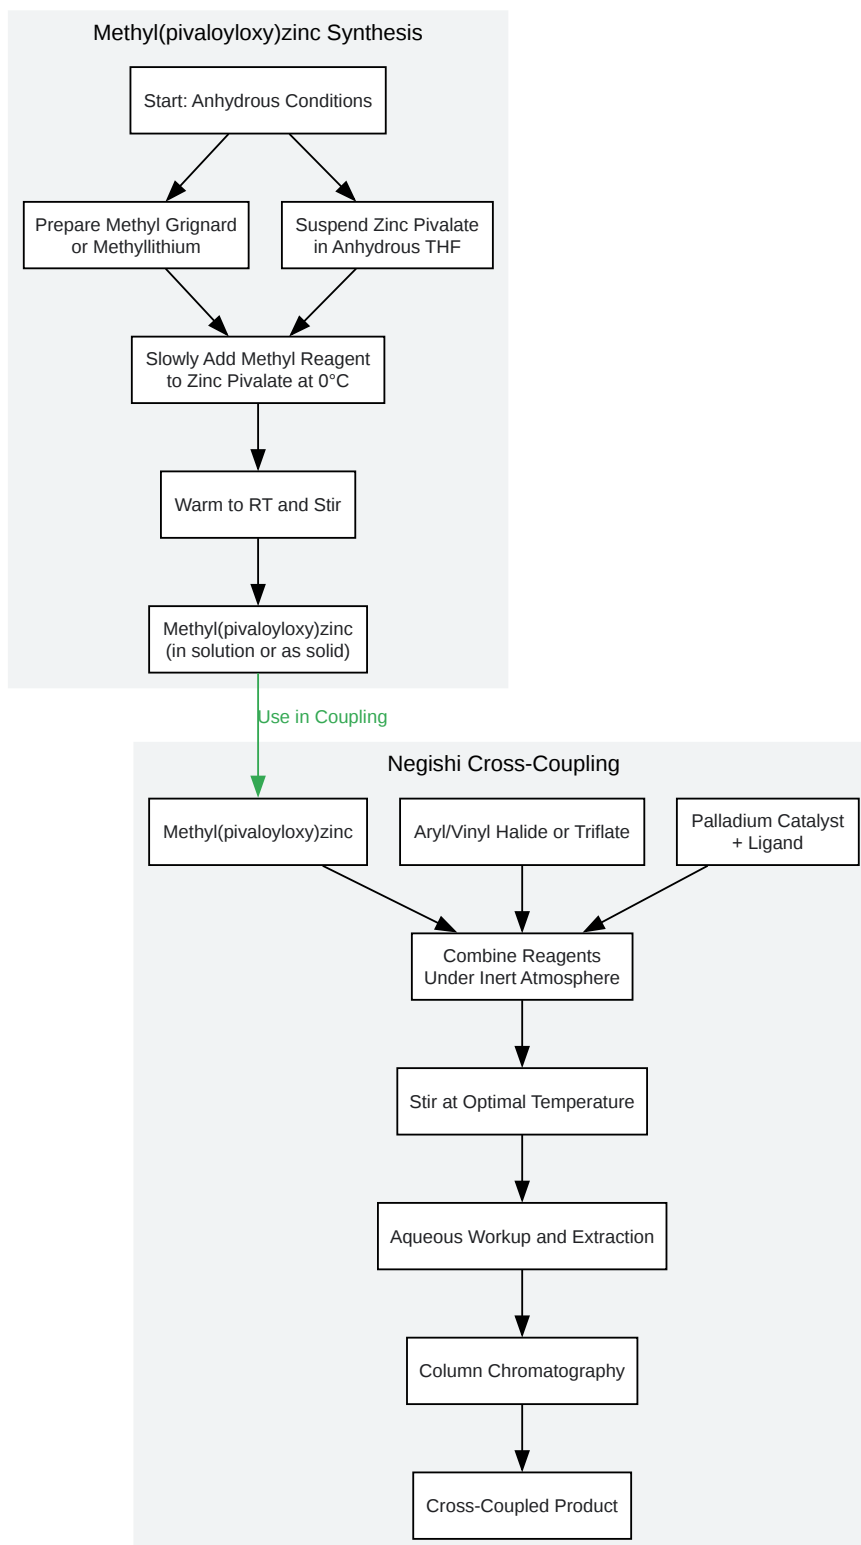 Methyl(pivaloyloxy)zinc Synthesis
Start: Anhydrous Conditions
Prepare Methyl Grignard
or Methyllithium
Suspend Zinc Pivalate
in Anhydrous THF
Slowly Add Methyl Reagent
to Zinc Pivalate at 0°C
Warm to RT and Stir
Methyl(pivaloyloxy)zinc
(in solution or as solid)
Use in Coupling
Negishi Cross-Coupling
Methyl(pivaloyloxy)zinc
Aryl/Vinyl Halide or Triflate
Palladium Catalyst
+ Ligand
Combine Reagents
Under Inert Atmosphere
Stir at Optimal Temperature
Aqueous Workup and Extraction
Column Chromatography
Cross-Coupled Product